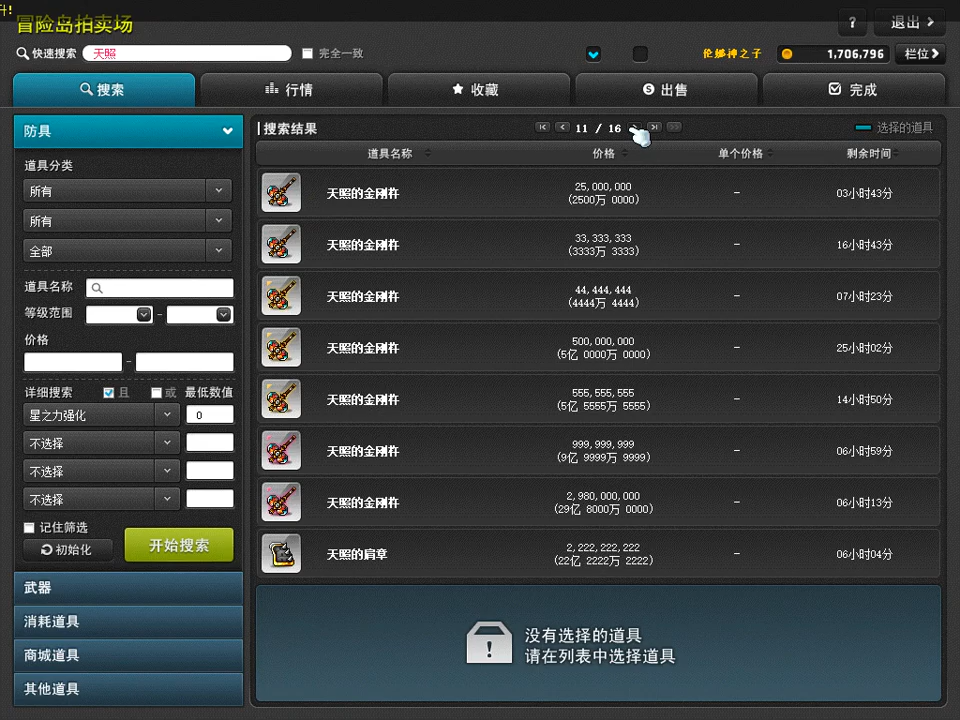 升!
冒险岛拍卖场
? 退出
快速搜索 天照 完全一致 伦娜神之子 1,706,796 栏位
搜索 行情 收藏 出售 完成
防具
道具分类
所有
所有
全部
道具名称
等级范围 -
价格
-
详细搜索 且 或 最低数值
星之力强化 0
不选择
不选择
不选择
记住筛选
初始化 开始搜索
武器
消耗道具
商城道具
其他道具
搜索结果 11 / 16 选择的道具
道具名称 价格 单个价格 剩余时间
天照的金刚杵 25,000,000 (2500万 0000) - 03小时43分
天照的金刚杵 33,333,333 (3333万 3333) - 16小时43分
天照的金刚杵 44,444,444 (4444万 4444) - 07小时23分
天照的金刚杵 500,000,000 (5亿 0000万 0000) - 25小时02分
天照的金刚杵 555,555,555 (5亿 5555万 5555) - 14小时50分
天照的金刚杵 999,999,999 (9亿 9999万 9999) - 06小时59分
天照的金刚杵 2,980,000,000 (29亿 8000万 0000) - 06小时13分
天照的肩章 2,222,222,222 (22亿 2222万 2222) - 06小时04分
没有选择的道具
请在列表中选择道具